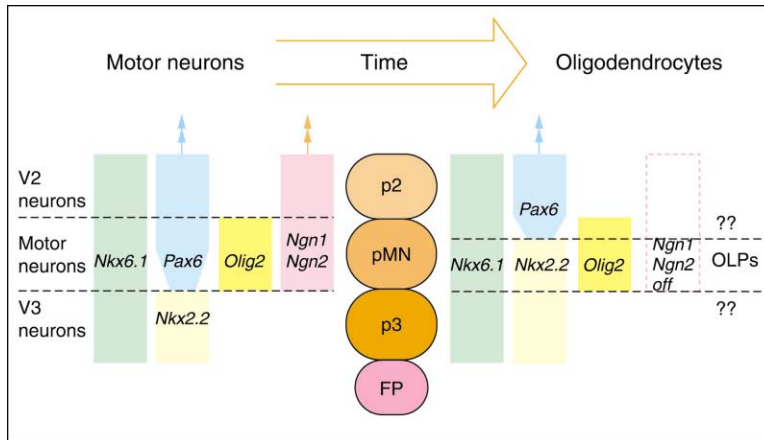 Motor neurons
Time
Oligodendrocytes
V2
neurons
Motor
neurons
V3
neurons
Nkx6.1
Pax6
Nkx2.2
Olig2
Ngn1
Ngn2
p2
pMN
p3
FP
Nkx6.1
Pax6
Nkx2.2
Olig2
Ngn1
Ngn2
off
??
OLPs
??